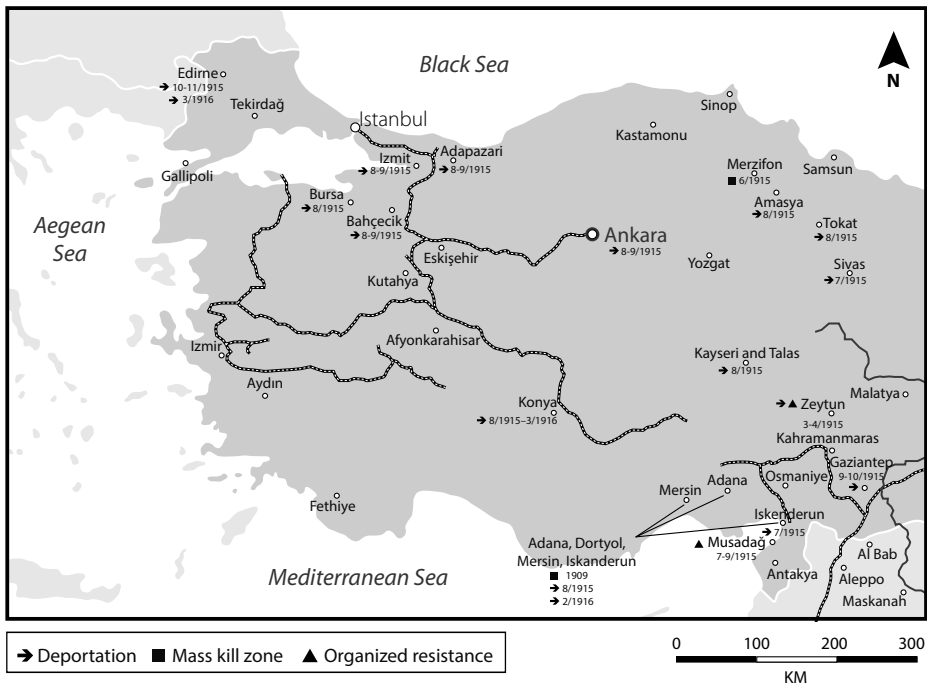 Black Sea
N
Edirne
➔ 10-11/1915
➔ 3/1916
Tekirdağ
Istanbul
Sinop
Kastamonu
Gallipoli
Izmit
➔ 8-9/1915
Adapazari
➔ 8-9/1915
Merzifon
■ 6/1915
Samsun
Bursa
➔ 8/1915
Amasya
➔ 8/1915
Bahçecik
➔ 8-9/1915
Tokat
➔ 8/1915
Aegean
Sea
Ankara
➔ 8-9/1915
Eskişehir
Yozgat
Sivas
➔ 7/1915
Kutahya
Izmir
Afyonkarahisar
Kayseri and Talas
➔ 8/1915
Aydın
Malatya
Konya
➔ 8/1915–3/1916
➔ ▲ Zeytun
3-4/1915
Kahramanmaras
Gaziantep
9-10/1915
➔
Fethiye
Mersin
Adana
Osmaniye
Iskenderun
➔ 7/1915
Adana, Dortyol,
Mersin, Iskanderun
■ 1909
➔ 8/1915
➔ 2/1916
▲ Musadağ
7-9/1915
Antakya
Al Bab
Aleppo
Maskanah
Mediterranean Sea
➔ Deportation ■ Mass kill zone ▲ Organized resistance
0 100 200 300
KM